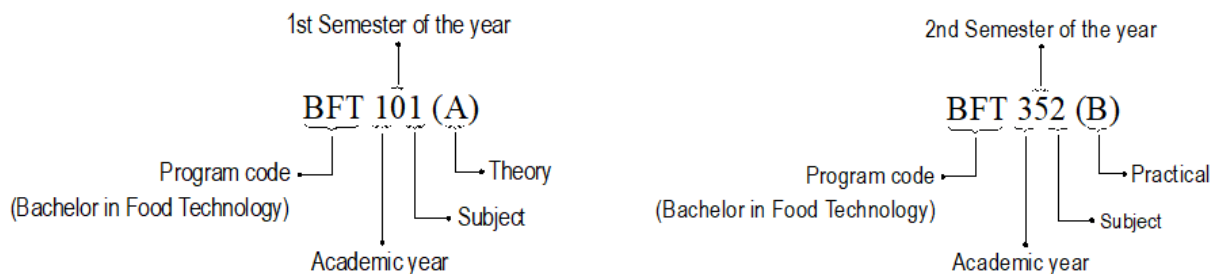 1st Semester of the year
BFT 101 (A)
Program code
(Bachelor in Food Technology)
Theory
Subject
Academic year
2nd Semester of the year
BFT 352 (B)
Program code
(Bachelor in Food Technology)
Practical
Subject
Academic year